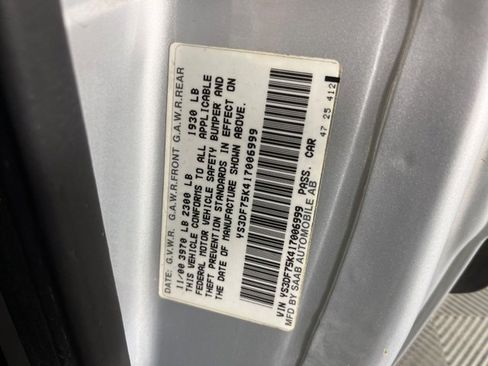 DATE: G.V.W.R. G.A.W.R.FRONT G.A.W.R.REAR
11/00 3970 LB 2300 LB 1930 LB
THIS VEHICLE CONFORMS TO ALL APPLICABLE
FEDERAL MOTOR VEHICLE SAFETY BUMPER AND
THEFT PREVENTION STANDARDS IN EFFECT ON
THE DATE OF MANUFACTURE SHOWN ABOVE.
YS3DF75K417006999
VIN YS3DF75K417006999 PASS. CAR
MFD BY SAAB AUTOMOBILE AB 47 25 412